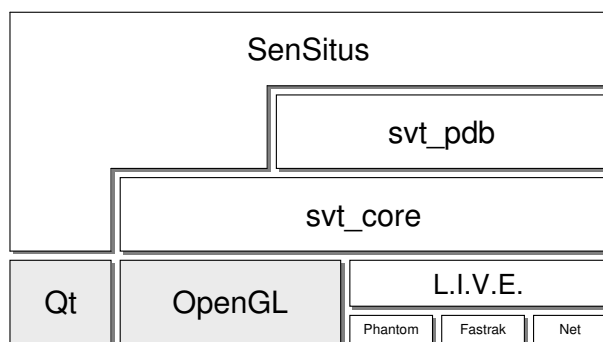 SenSitus
svt_pdb
svt_core
Qt
OpenGL
L.I.V.E.
Phantom
Fastrak
Net